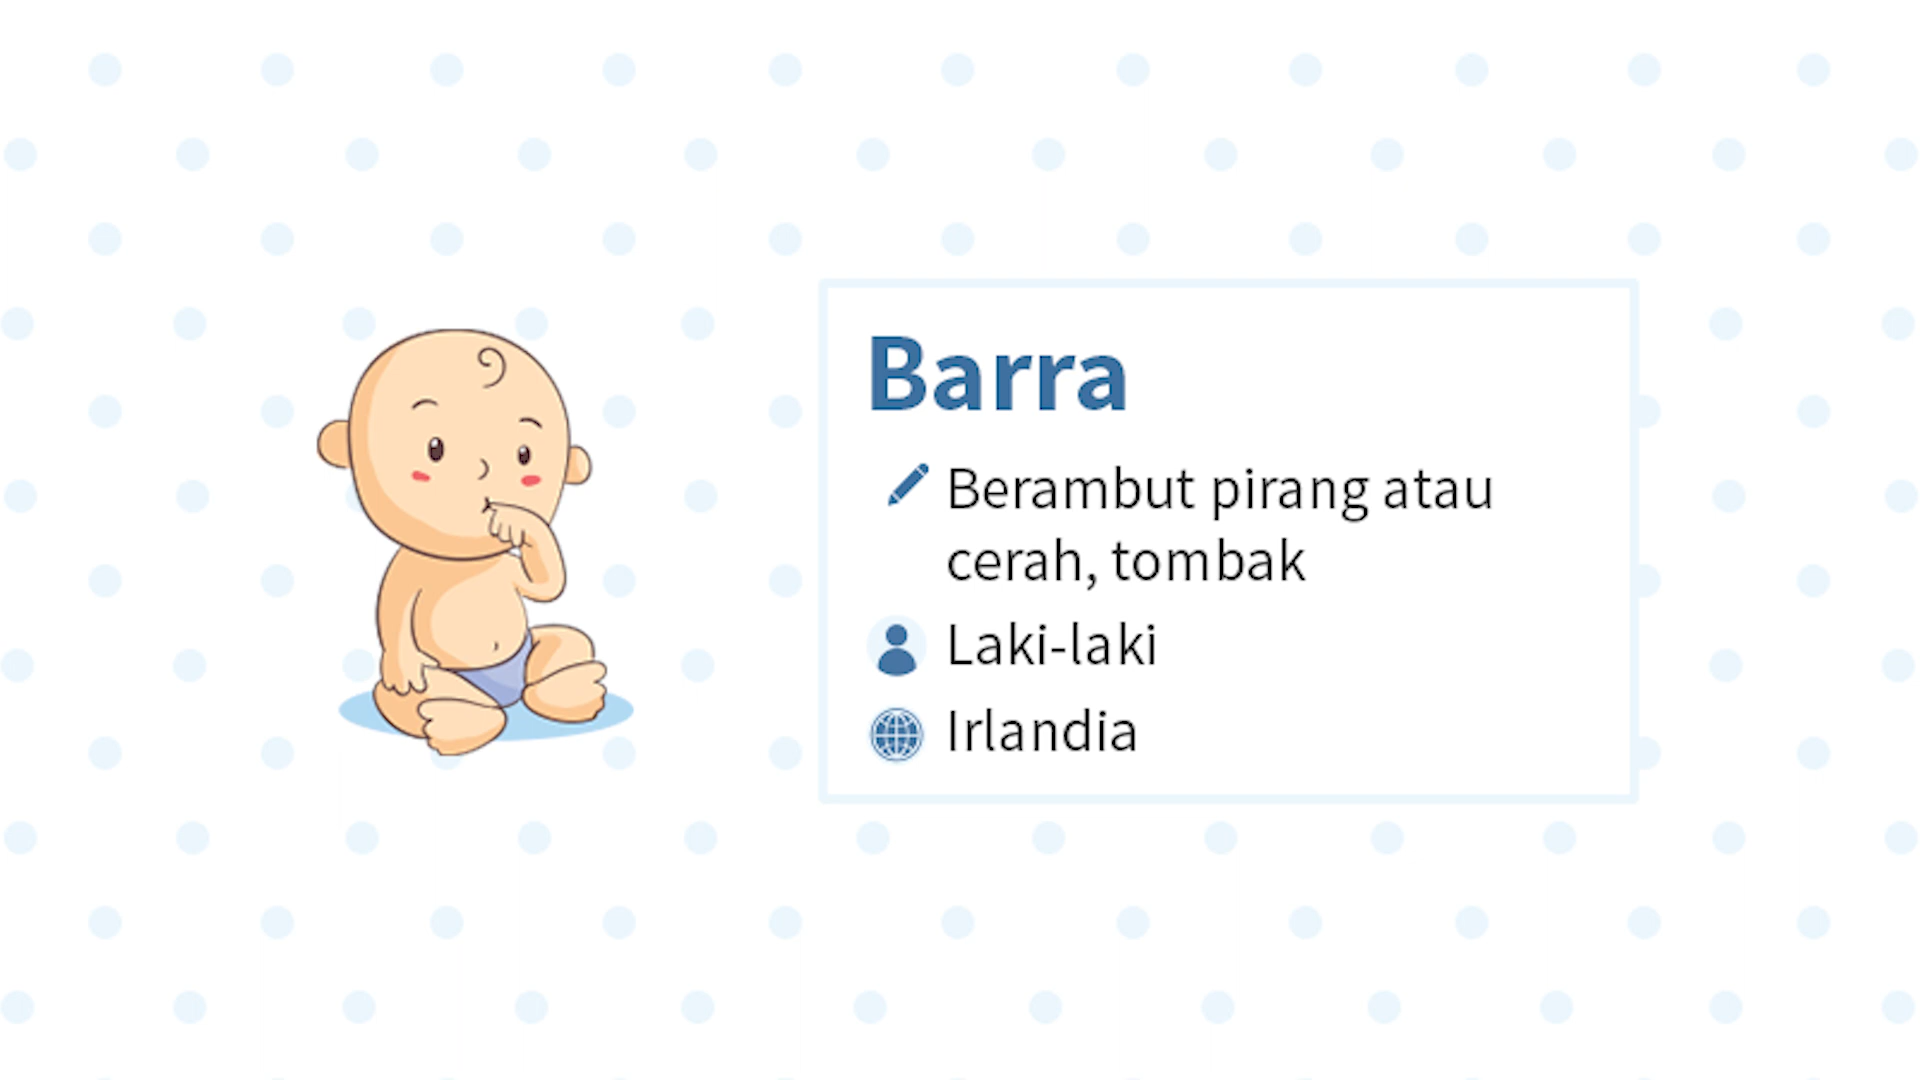 Barra
Berambut pirang atau
cerah, tombak
Laki-laki
Irlandia